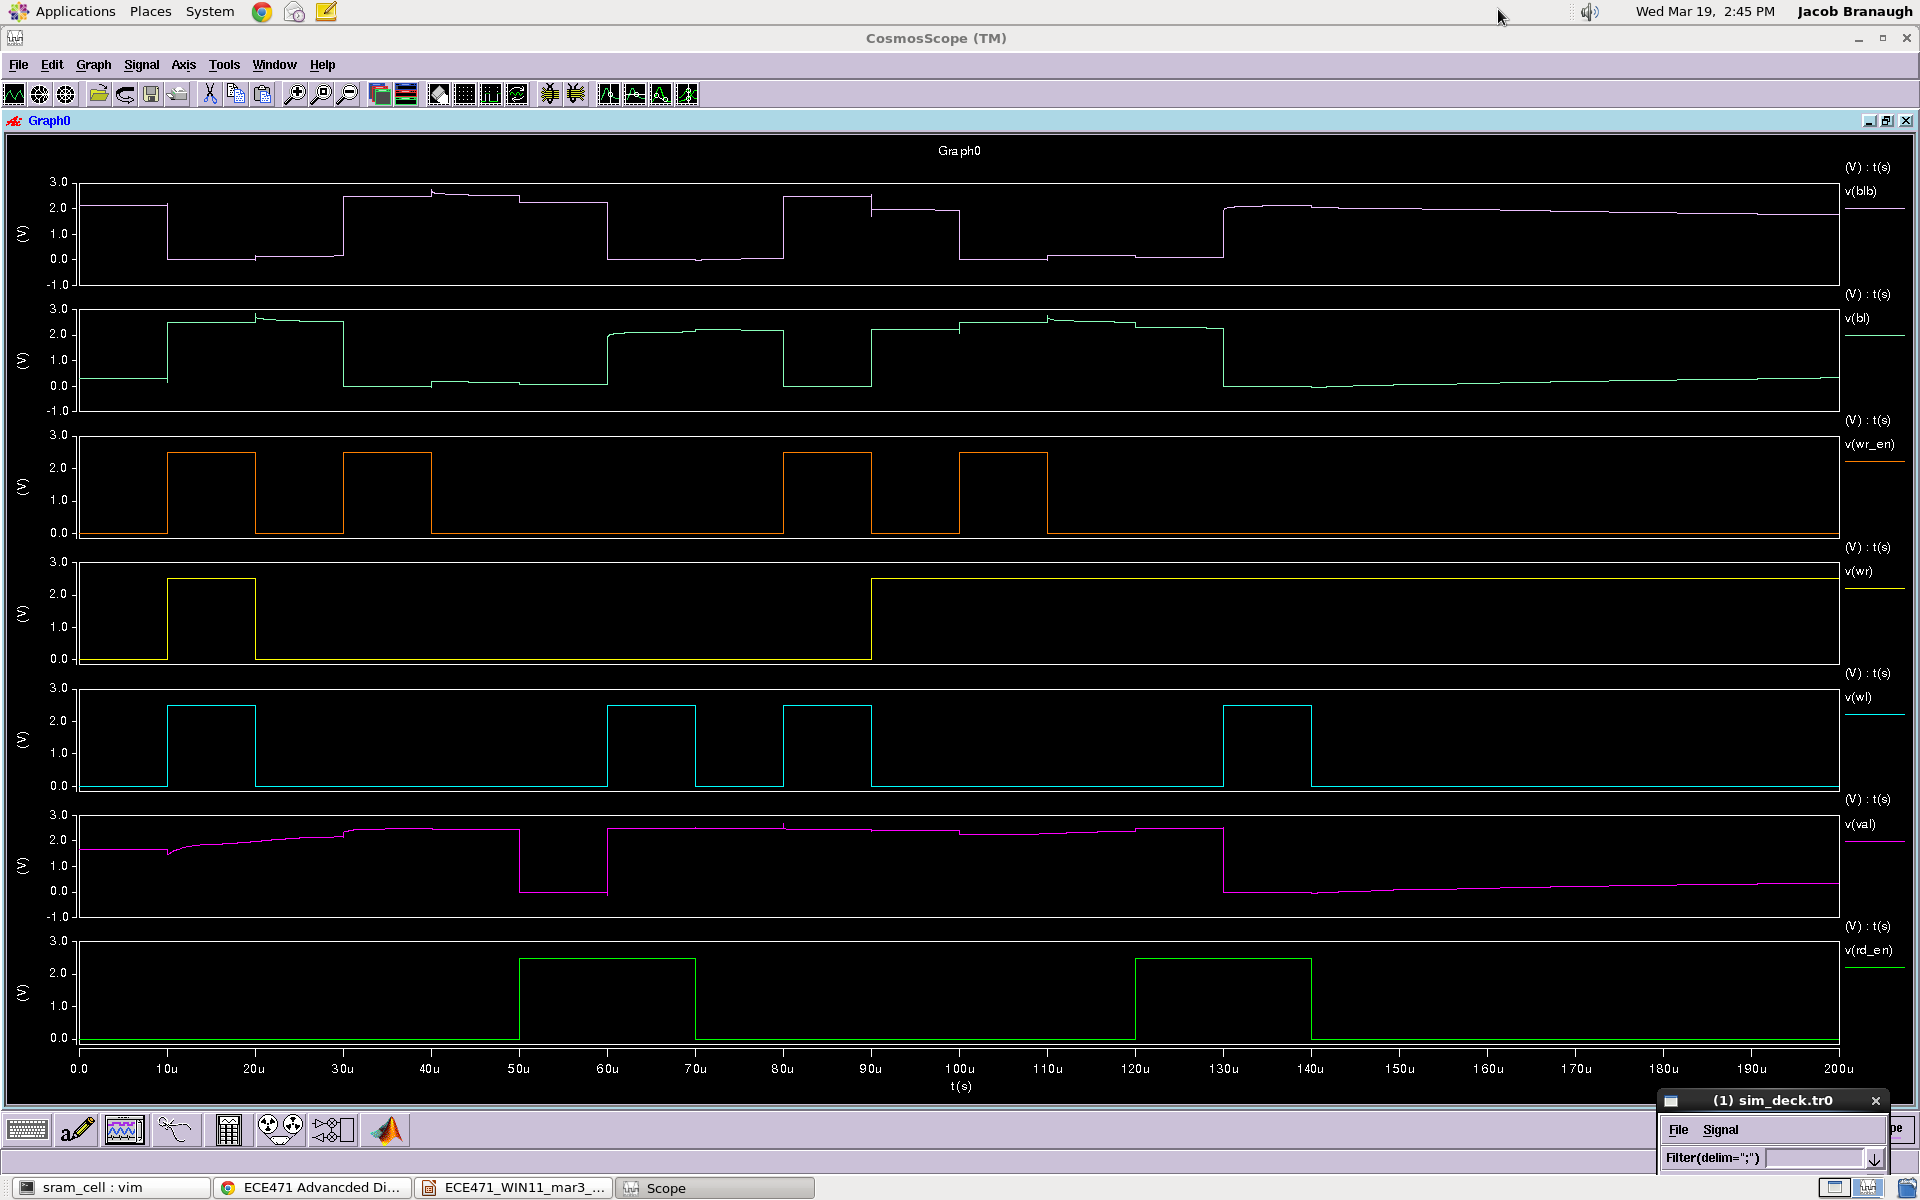 Applications Places System Wed Mar 19, 2:45 PM Jacob Branaugh
CosmosScope (TM)
File Edit Graph Signal Axis Tools Window Help
Graph0
Graph0
(V) : t(s)
v(blb)
3.0
2.0
1.0
0.0
-1.0
(V)
(V) : t(s)
v(bl)
3.0
2.0
1.0
0.0
-1.0
(V)
(V) : t(s)
v(wr_en)
3.0
2.0
1.0
0.0
(V)
(V) : t(s)
v(wr)
3.0
2.0
1.0
0.0
(V)
(V) : t(s)
v(wl)
3.0
2.0
1.0
0.0
(V)
(V) : t(s)
v(val)
3.0
2.0
1.0
0.0
-1.0
(V)
(V) : t(s)
v(rd_en)
3.0
2.0
1.0
0.0
(V)
0.0 10u 20u 30u 40u 50u 60u 70u 80u 90u 100u 110u 120u 130u 140u 150u 160u 170u 180u 190u 200u
t(s)
(1) sim_deck.tr0
File Signal
Filter(delim=";")
a
pe
sram_cell : vim ECE471 Advancded Di... ECE471_WIN11_mar3_... Scope